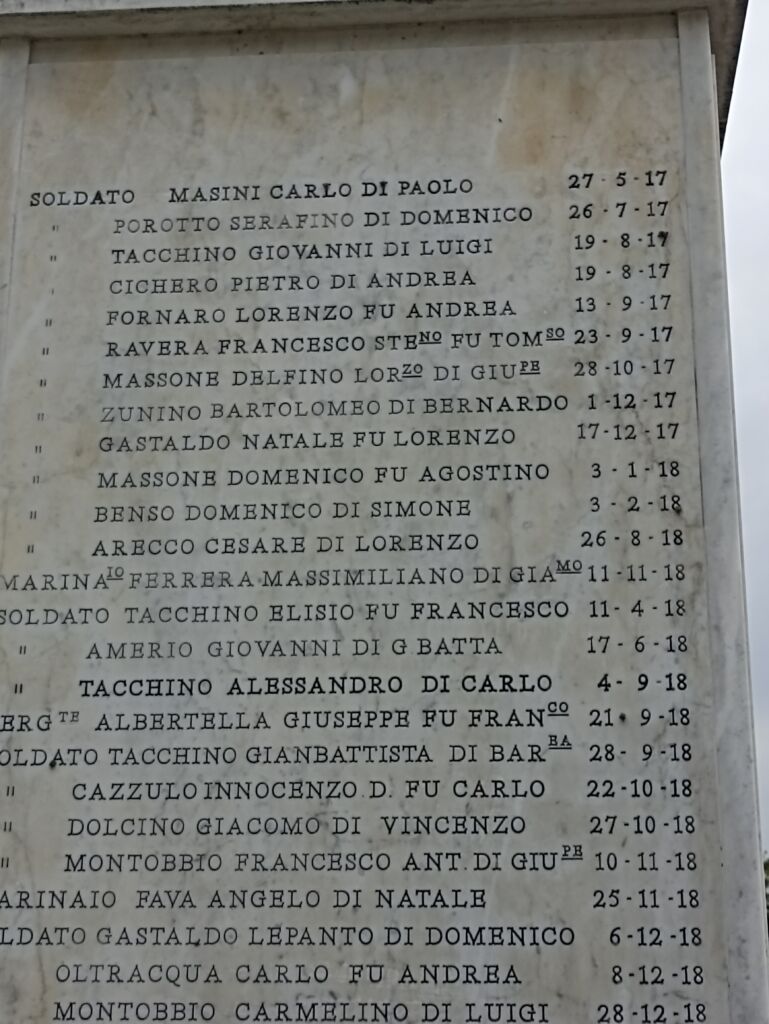 SOLDATO MASINI CARLO DI PAOLO 27-5-17
" POROTTO SERAFINO DI DOMENICO 26-7-17
" TACCHINO GIOVANNI DI LUIGI 19-8-17
" CICHERO PIETRO DI ANDREA 19-8-17
" FORNARO LORENZO FU ANDREA 13-9-17
" RAVERA FRANCESCO STENO FU TOMSO 23-9-17
" MASSONE DELFINO LORZO DI GIUPE 28-10-17
" ZUNINO BARTOLOMEO DI BERNARDO 1-12-17
" GASTALDO NATALE FU LORENZO 17-12-17
" MASSONE DOMENICO FU AGOSTINO 3-1-18
" BENSO DOMENICO DI SIMONE 3-2-18
" ARECCO CESARE DI LORENZO 26-8-18
MARINAIO FERRERA MASSIMILIANO DI GIAMO 11-11-18
SOLDATO TACCHINO ELISIO FU FRANCESCO 11-4-18
" AMERIO GIOVANNI DI G BATTA 17-6-18
" TACCHINO ALESSANDRO DI CARLO 4-9-18
ERGTE ALBERTELLA GIUSEPPE FU FRANCO 21-9-18
OLDATO TACCHINO GIANBATTISTA DI BARBA 28-9-18
" CAZZULO INNOCENZO D. FU CARLO 22-10-18
" DOLCINO GIACOMO DI VINCENZO 27-10-18
" MONTOBBIO FRANCESCO ANT. DI GIUPE 10-11-18
ARINAIO FAVA ANGELO DI NATALE 25-11-18
LDATO GASTALDO LEPANTO DI DOMENICO 6-12-18
OLTRACQUA CARLO FU ANDREA 8-12-18
MONTOBBIO CARMELINO DI LUIGI 28-12-18